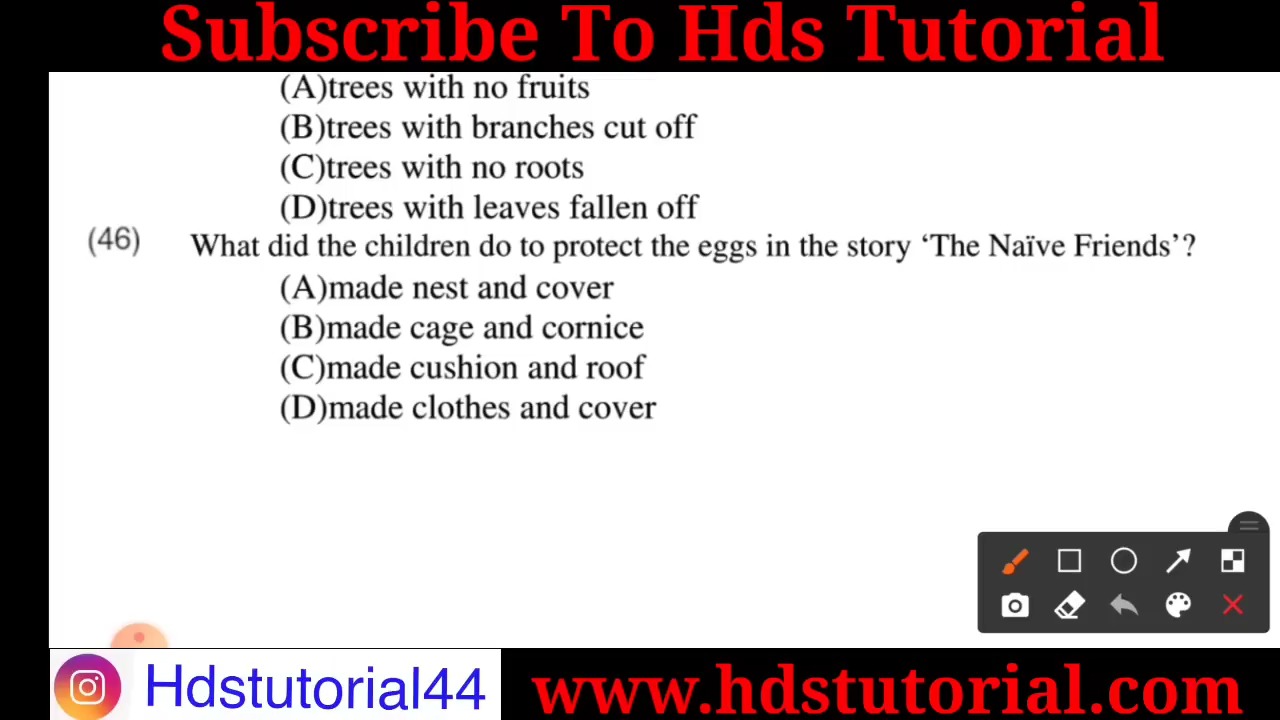 Subscribe To Hds Tutorial
(A)trees with no fruits
(B)trees with branches cut off
(C)trees with no roots
(D)trees with leaves fallen off
(46) What did the children do to protect the eggs in the story ‘The Naïve Friends’?
(A)made nest and cover
(B)made cage and cornice
(C)made cushion and roof
(D)made clothes and cover
Hdstutorial44 www.hdstutorial.com